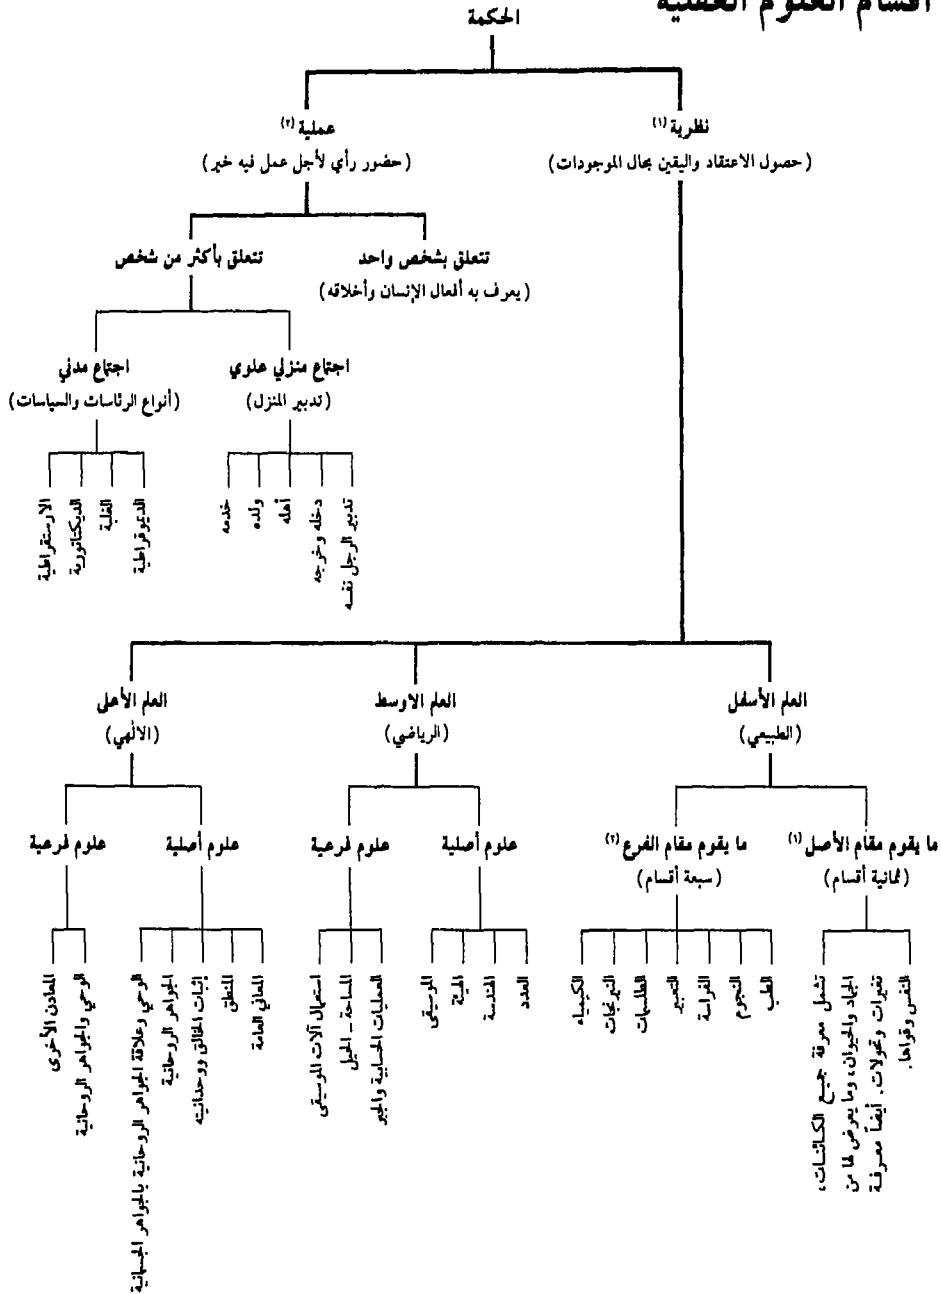 اقسام العلوم العقلية
الحكمة
نظرية (١)
(حصول الاعتقاد واليقين بحال الموجودات)
عملية (٢)
(حضور رأي لأجل عمل فيه خير)
تتعلق بشخص واحد
(يعرف به أفعال الإنسان وأخلاقه)
تتعلق بأكثر من شخص
اجتماع منزلي علوي
(تدبير المنزل)
اجتماع مدني
(أنواع الرئاسات والسياسات)
تدبير الرجل نفسه
دخله وخرجه
أهله
ولده
خدمه
الديموقراطية
الغلبة
الديكتاتورية
الارستقراطية
العلم الأسفل
(الطبيعي)
العلم الاوسط
(الرياضي)
العلم الأعلى
(الالهي)
ما يقوم مقام الأصل (١)
(ثمانية أقسام)
ما يقوم مقام الفرع (٢)
(سبعة أقسام)
علوم أصلية
علوم فرعية
علوم أصلية
علوم فرعية
تشمل معرفة جميع الكائنات،
الجماد والحيوان، وما يعرض لها من
تغيرات وتحولات. أيضاً معرفة
النفس وقواها.
الطب
النجوم
الفراسة
التعبير
الطلسمات
النيرنجات
الكيمياء
العدد
الهندسة
الهيئة
الموسيقى
العمليات الحسابية والجبر
المساحة - الحيل
استعمال آلات الموسيقى
المعاني العامة
المنطق
إثبات الخالق ووحدانيته
الجواهر الروحانية
الوحي وعلاقة الجواهر الروحانية بالجواهر الجسمانية
الوحي والجواهر الروحانية
المعادن الأخرى